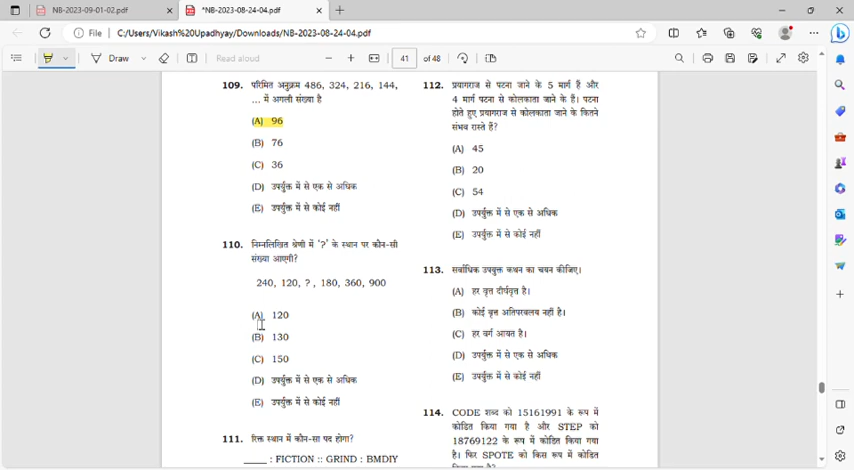 NB-2023-09-01-02.pdf
*NB-2023-08-24-04.pdf
File
C:/Users/Vikash%20Upadhyay/Downloads/NB-2023-08-24-04.pdf
Draw
Read aloud
41
of 48
109. परिमित अनुक्रम 486, 324, 216, 144,
... में अगली संख्या है
(A) 96
(B) 76
(C) 36
(D) उपर्युक्त में से एक से अधिक
(E) उपर्युक्त में से कोई नहीं
110. निम्नलिखित श्रेणी में '?' के स्थान पर कौन-सी
संख्या आएगी?
240, 120, ?, 180, 360, 900
(A) 120
(B) 130
(C) 150
(D) उपर्युक्त में से एक से अधिक
(E) उपर्युक्त में से कोई नहीं
111. रिक्त स्थान में कौन-सा पद होगा?
____ : FICTION :: GRIND : BMDIY
112. प्रयागराज से पटना जाने के 5 मार्ग हैं और
4 मार्ग पटना से कोलकाता जाने के हैं। पटना
होते हुए प्रयागराज से कोलकाता जाने के कितने
संभव रास्ते हैं?
(A) 45
(B) 20
(C) 54
(D) उपर्युक्त में से एक से अधिक
(E) उपर्युक्त में से कोई नहीं
113. सर्वाधिक उपयुक्त कथन का चयन कीजिए।
(A) हर वृत्त दीर्घवृत्त है।
(B) कोई वृत्त अतिपरवलय नहीं है।
(C) हर वर्ग आयत है।
(D) उपर्युक्त में से एक से अधिक
(E) उपर्युक्त में से कोई नहीं
114. CODE शब्द को 15161991 के रूप में
कोडित किया गया है और STEP को
18769122 के रूप में कोडित किया गया
है। फिर SPOTE को किस रूप में कोडित